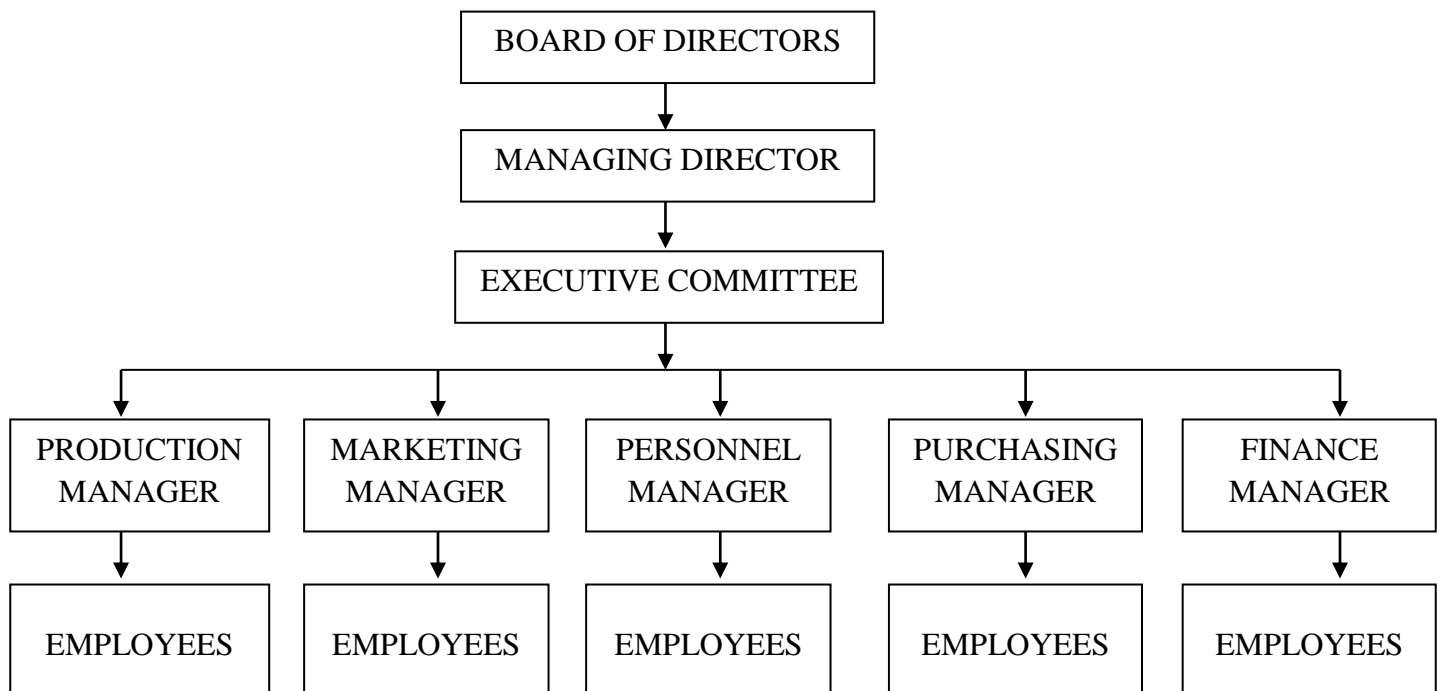 BOARD OF DIRECTORS
MANAGING DIRECTOR
EXECUTIVE COMMITTEE
PRODUCTION
MANAGER
MARKETING
MANAGER
PERSONNEL
MANAGER
PURCHASING
MANAGER
FINANCE
MANAGER
EMPLOYEES
EMPLOYEES
EMPLOYEES
EMPLOYEES
EMPLOYEES